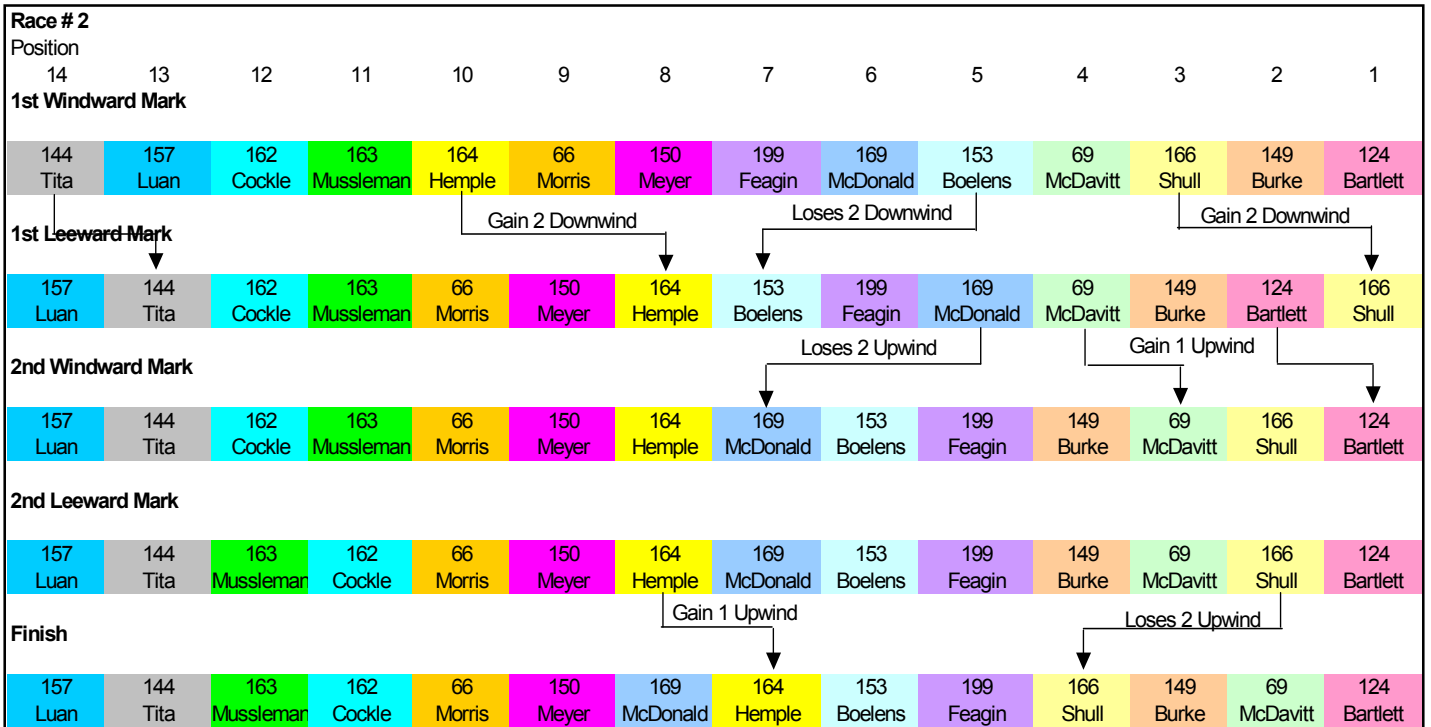 Race # 2
Position
14 13 12 11 10 9 8 7 6 5 4 3 2 1
1st Windward Mark
144 157 162 163 164 66 150 199 169 153 69 166 149 124
Tita Luan Cockle Mussleman Hemple Morris Meyer Feagin McDonald Boelens McDavitt Shull Burke Bartlett
Gain 2 Downwind Loses 2 Downwind Gain 2 Downwind
1st Leeward Mark
157 144 162 163 66 150 164 153 199 169 69 149 124 166
Luan Tita Cockle Mussleman Morris Meyer Hemple Boelens Feagin McDonald McDavitt Burke Bartlett Shull
Loses 2 Upwind Gain 1 Upwind
2nd Windward Mark
157 144 162 163 66 150 164 169 153 199 149 69 166 124
Luan Tita Cockle Mussleman Morris Meyer Hemple McDonald Boelens Feagin Burke McDavitt Shull Bartlett
2nd Leeward Mark
157 144 163 162 66 150 164 169 153 199 149 69 166 124
Luan Tita Mussleman Cockle Morris Meyer Hemple McDonald Boelens Feagin Burke McDavitt Shull Bartlett
Gain 1 Upwind Loses 2 Upwind
Finish
157 144 163 162 66 150 169 164 153 199 166 149 69 124
Luan Tita Mussleman Cockle Morris Meyer McDonald Hemple Boelens Feagin Shull Burke McDavitt Bartlett